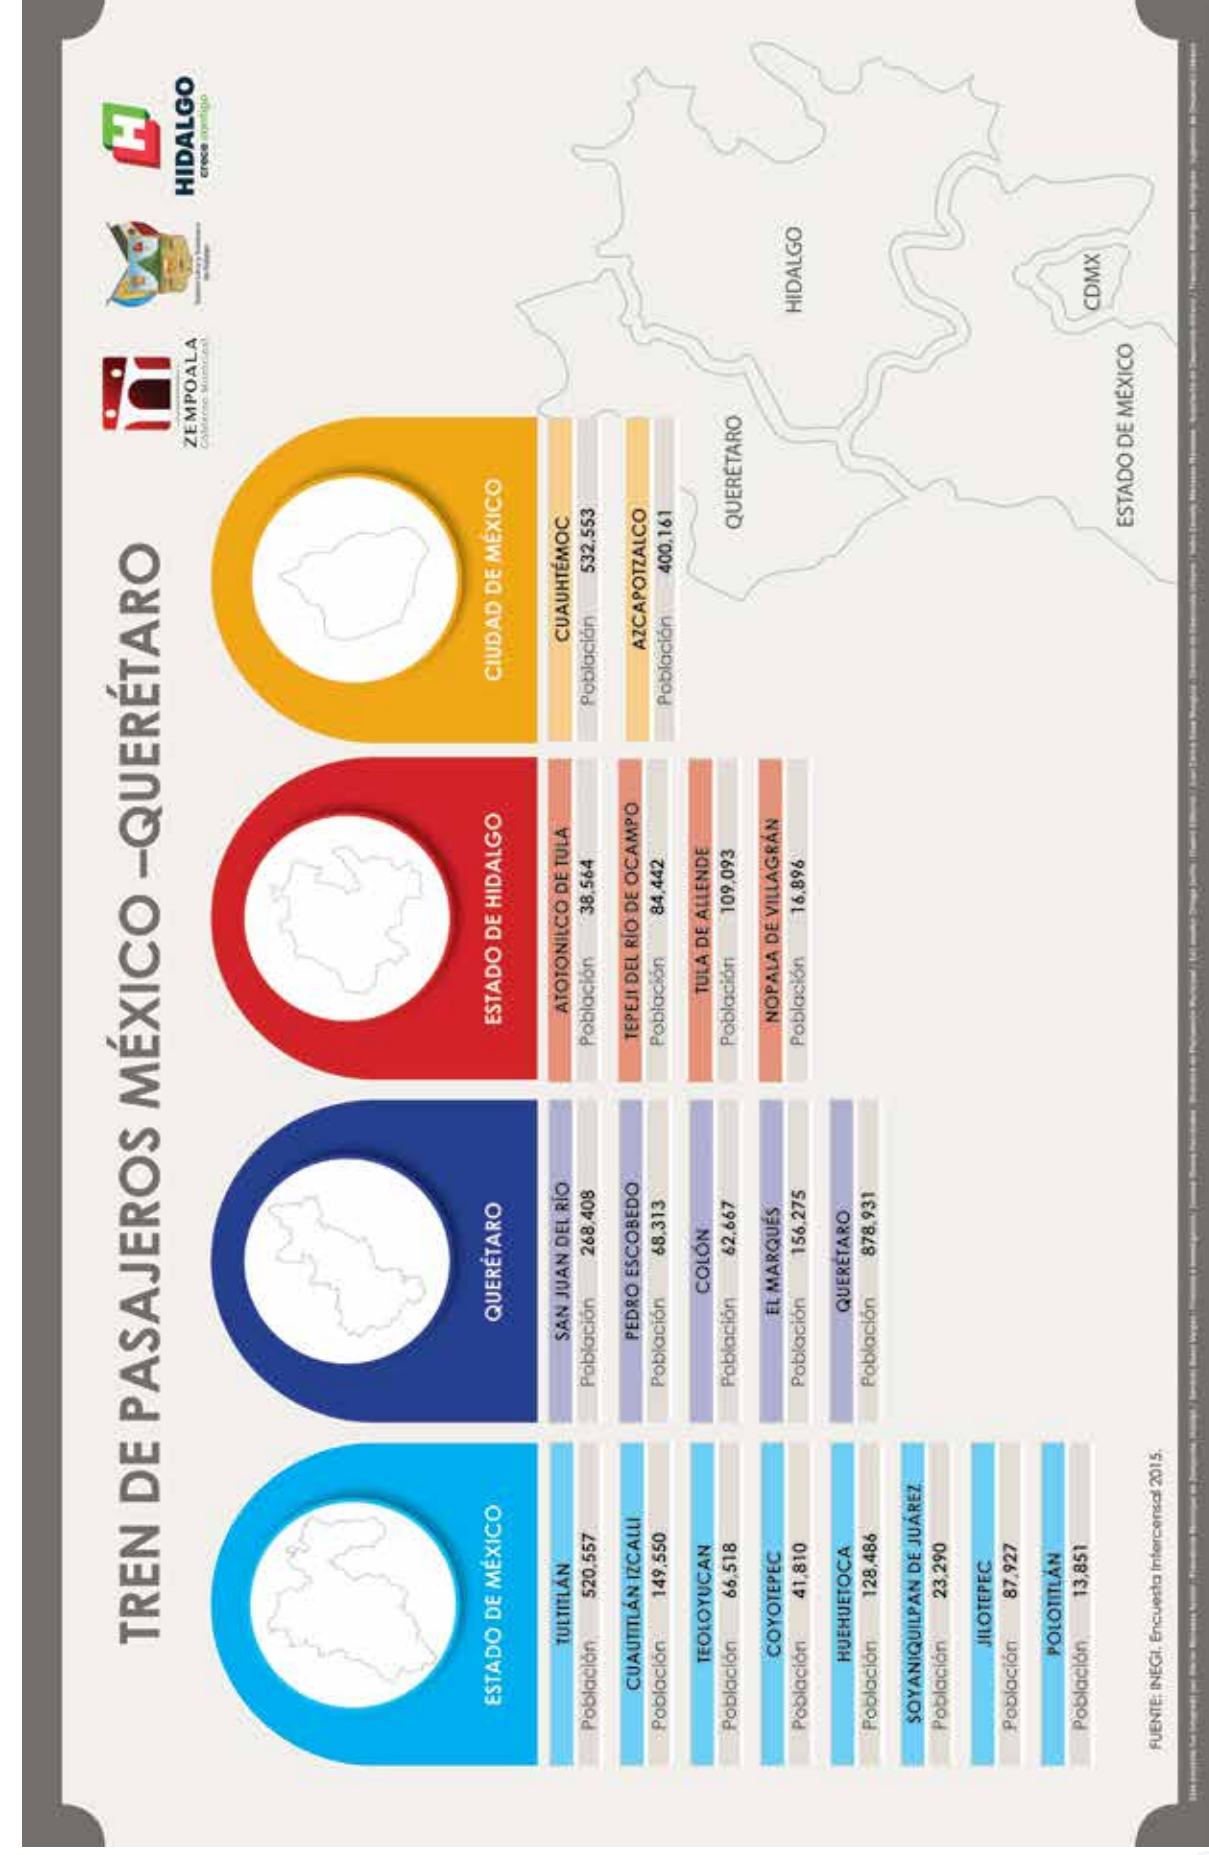 TREN DE PASAJEROS MÉXICO –QUERÉTARO
ZEMPOALA
Gobierno Municipal
HIDALGO
crece contigo
ESTADO DE MÉXICO
TULTITLÁN
Población 520,557
CUAUTITLÁN IZCALLI
Población 149,550
TEOLOYUCAN
Población 66,518
COYOTEPEC
Población 41,810
HUEHUETOCA
Población 128,486
SOYANIQUILPAN DE JUÁREZ
Población 23,290
JILOTEPEC
Población 87,927
POLOTITLÁN
Población 13,851
QUERÉTARO
SAN JUAN DEL RÍO
Población 268,408
PEDRO ESCOBEDO
Población 68,313
COLÓN
Población 62,667
EL MARQUÉS
Población 156,275
QUERÉTARO
Población 878,931
ESTADO DE HIDALGO
ATOTONILCO DE TULA
Población 38,564
TEPEJI DEL RÍO DE OCAMPO
Población 84,442
TULA DE ALLENDE
Población 109,093
NOPALA DE VILLAGRÁN
Población 16,896
CIUDAD DE MÉXICO
CUAUHTÉMOC
Población 532,553
AZCAPOTZALCO
Población 400,161
QUERÉTARO
HIDALGO
CDMX
ESTADO DE MÉXICO
FUENTE: INEGI. Encuesta Intercensal 2015.